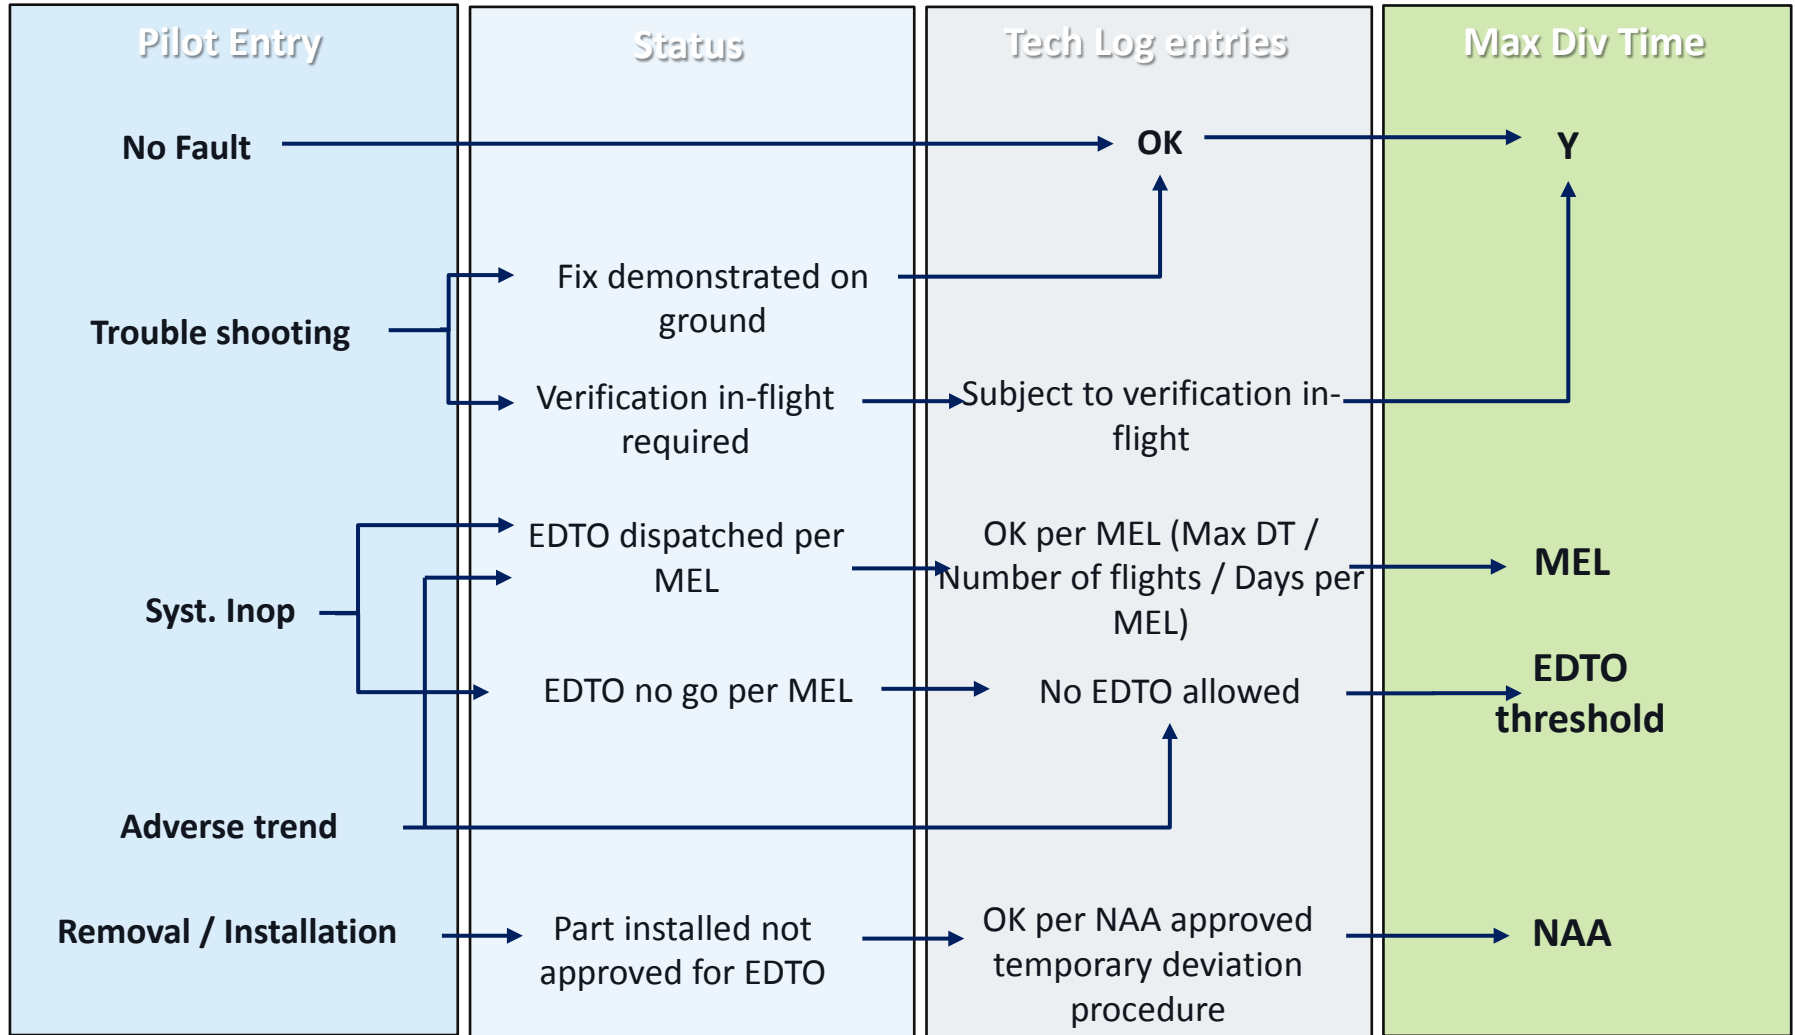 Pilot Entry
Status
Tech Log entries
Max Div Time
No Fault
OK
Y
Trouble shooting
Fix demonstrated on
ground
Verification in-flight
required
Subject to verification in-
flight
Syst. Inop
EDTO dispatched per
MEL
OK per MEL (Max DT /
Number of flights / Days per
MEL)
MEL
EDTO no go per MEL
No EDTO allowed
EDTO
threshold
Adverse trend
Removal / Installation
Part installed not
approved for EDTO
OK per NAA approved
temporary deviation
procedure
NAA